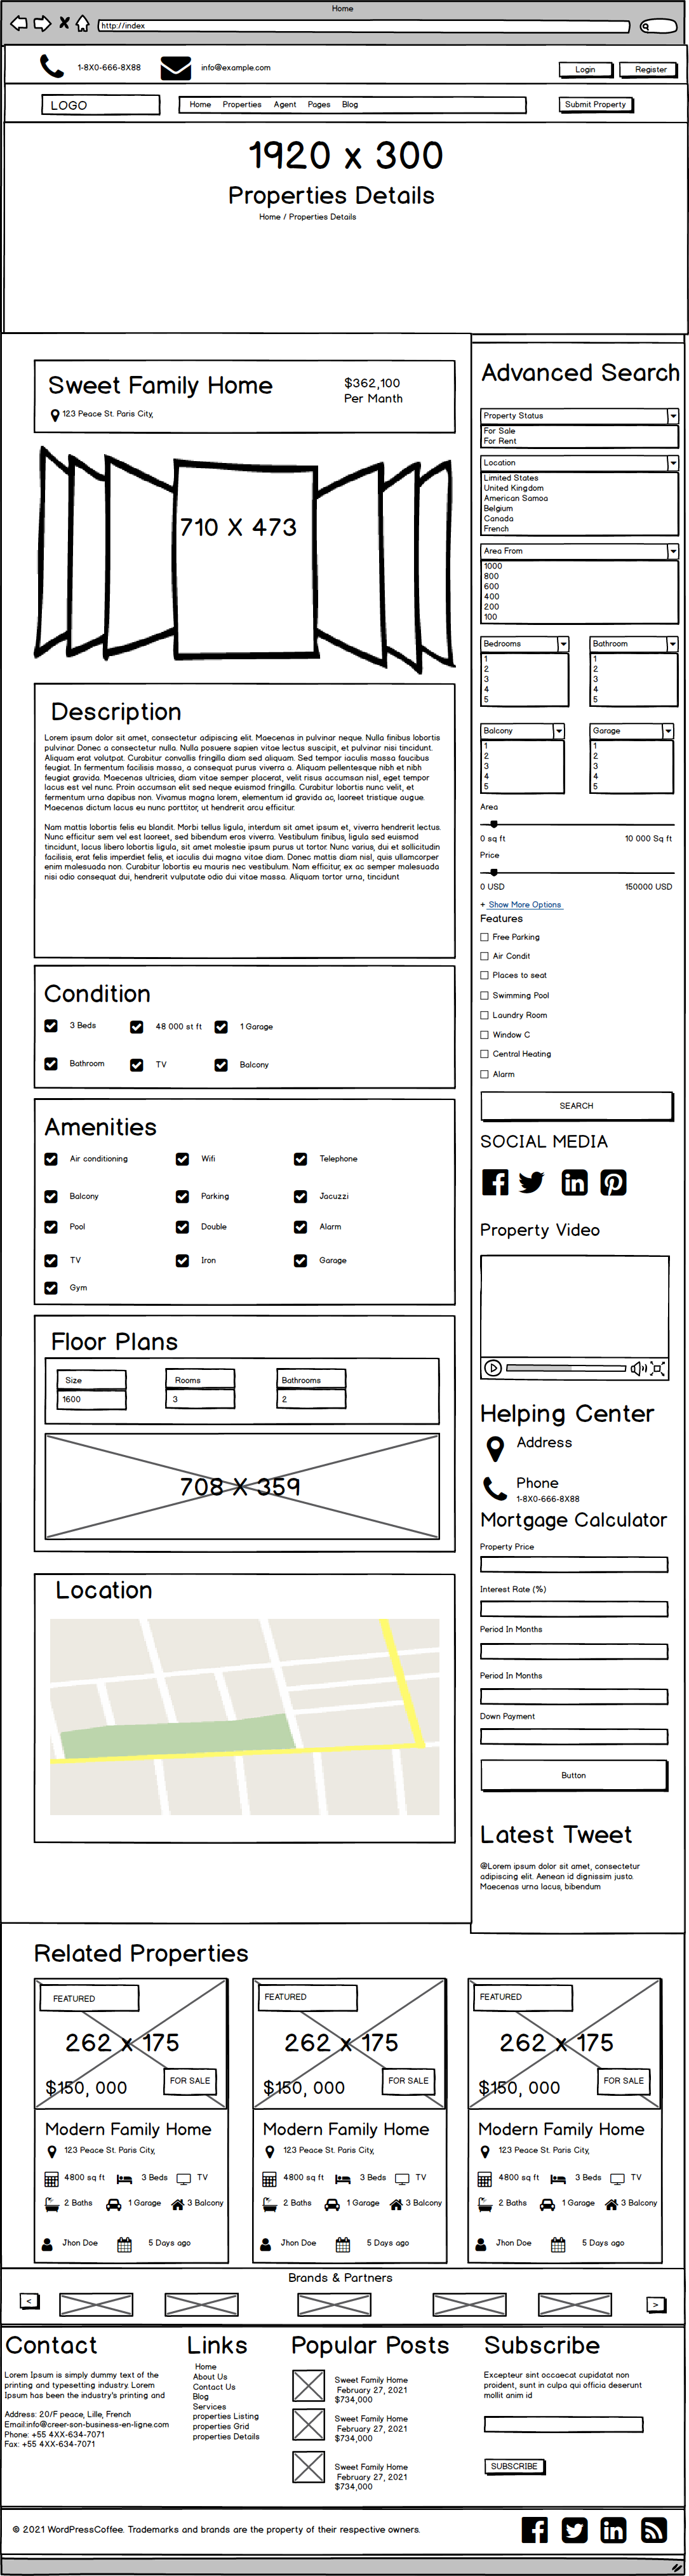 Home
http://index
1-8X0-666-8X88
info@example.com
Login
Register
LOGO
Home Properties Agent Pages Blog
Submit Property
1920 x 300
Properties Details
Home / Properties Details
Sweet Family Home
$362,100
Per Manth
123 Peace St. Paris City,
710 X 473
Description
Lorem ipsum dolor sit amet, consectetur adipiscing elit. Maecenas in pulvinar neque. Nulla finibus lobortis
pulvinar. Donec a consectetur nulla. Nulla posuere sapien vitae lectus suscipit, et pulvinar nisi tincidunt.
Aliquam erat volutpat. Curabitur convallis fringilla diam sed aliquam. Sed tempor iaculis massa faucibus
feugiat. In fermentum facilisis massa, a consequat purus viverra a. Aliquam pellentesque nibh et nibh
feugiat gravida. Maecenas ultricies, diam vitae semper placerat, velit risus accumsan nisl, eget tempor
lacus est vel nunc. Proin accumsan elit sed neque euismod fringilla. Curabitur lobortis nunc velit, et
fermentum urna dapibus non. Vivamus magna lorem, elementum id gravida ac, laoreet tristique augue.
Maecenas dictum lacus eu nunc porttitor, ut hendrerit arcu efficitur.
Nam mattis lobortis felis eu blandit. Morbi tellus ligula, interdum sit amet ipsum et, viverra hendrerit lectus.
Nunc efficitur sem vel est laoreet, sed bibendum eros viverra. Vestibulum finibus, ligula sed euismod
tincidunt, lacus libero lobortis ligula, sit amet molestie ipsum purus ut tortor. Nunc varius, dui et sollicitudin
facilisis, erat felis imperdiet felis, et iaculis dui magna vitae diam. Donec mattis diam nisl, quis ullamcorper
enim malesuada non. Curabitur lobortis eu mauris nec vestibulum. Nam efficitur, ex ac semper malesuada
nisi odio consequat dui, hendrerit vulputate odio dui vitae massa. Aliquam tortor urna, tincidunt
Condition
3 Beds
48 000 st ft
1 Garage
Bathroom
TV
Balcony
Amenities
Air conditioning
Wifi
Telephone
Balcony
Parking
Jacuzzi
Pool
Double
Alarm
TV
Iron
Garage
Gym
Floor Plans
Size
Rooms
Bathrooms
1600
3
2
708 X 359
Location
Advanced Search
Property Status
For Sale
For Rent
Location
Limited States
United Kingdom
American Samoa
Belgium
Canada
French
Area From
1000
800
600
400
200
100
Bedrooms
1
2
3
4
5
Bathroom
1
2
3
4
5
Balcony
1
2
3
4
5
Garage
1
2
3
4
5
Area
0 sq ft
10 000 Sq ft
Price
0 USD
150000 USD
+ Show More Options
Features
Free Parking
Air Condit
Places to seat
Swimming Pool
Laundry Room
Window C
Central Heating
Alarm
SEARCH
SOCIAL MEDIA
Property Video
Helping Center
Address
Phone
1-8X0-666-8X88
Mortgage Calculator
Property Price
Interest Rate (%)
Period In Months
Period In Months
Down Payment
Button
Latest Tweet
@Lorem ipsum dolor sit amet, consectetur
adipiscing elit. Aenean id dignissim justo.
Maecenas urna lacus, bibendum
Related Properties
FEATURED
262 x 175
$150, 000
FOR SALE
Modern Family Home
123 Peace St. Paris City,
4800 sq ft 3 Beds TV
2 Baths 1 Garage 3 Balcony
Jhon Doe 5 Days ago
FEATURED
262 x 175
$150, 000
FOR SALE
Modern Family Home
123 Peace St. Paris City,
4800 sq ft 3 Beds TV
2 Baths 1 Garage 3 Balcony
Jhon Doe 5 Days ago
FEATURED
262 x 175
$150, 000
FOR SALE
Modern Family Home
123 Peace St. Paris City,
4800 sq ft 3 Beds TV
2 Baths 1 Garage 3 Balcony
Jhon Doe 5 Days ago
Brands & Partners
<
>
Contact
Lorem Ipsum is simply dummy text of the
printing and typesetting industry. Lorem
Ipsum has been the industry's printing and
Address: 20/F peace, Lille, French
Email:info@creer-son-business-en-ligne.com
Phone: +55 4XX-634-7071
Fax: +55 4XX-634-7071
Links
Home
About Us
Contact Us
Blog
Services
properties Listing
properties Grid
properties Details
Popular Posts
Sweet Family Home
February 27, 2021
$734,000
Sweet Family Home
February 27, 2021
$734,000
Sweet Family Home
February 27, 2021
$734,000
Subscribe
Excepteur sint occaecat cupidatat non
proident, sunt in culpa qui officia deserunt
mollit anim id
SUBSCRIBE
© 2021 WordPressCoffee. Trademarks and brands are the property of their respective owners.